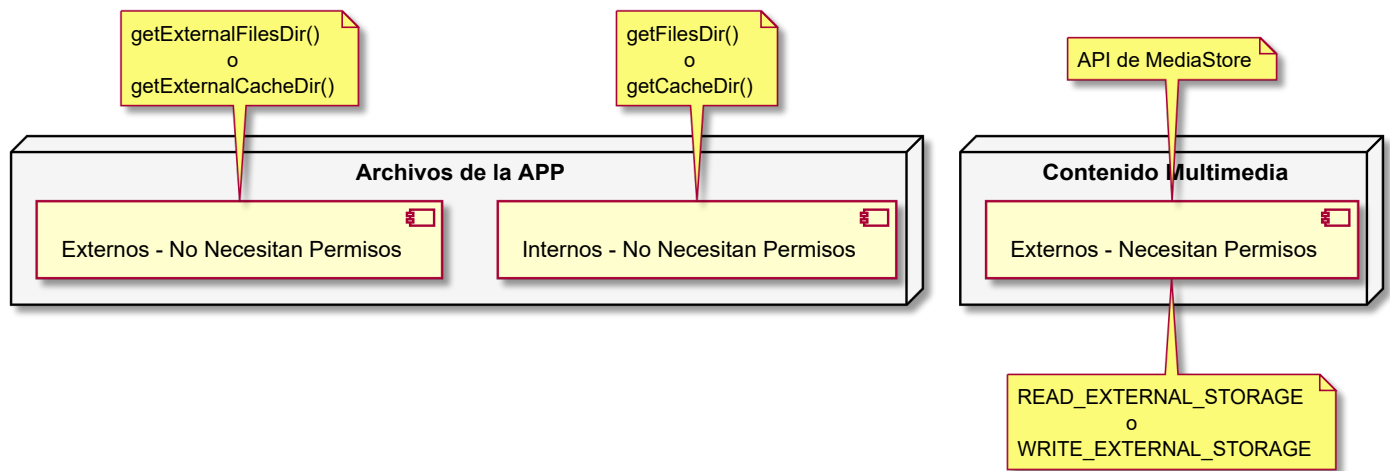 getExternalFilesDir()
o
getExternalCacheDir()
getFilesDir()
o
getCacheDir()
API de MediaStore
Archivos de la APP
Externos - No Necesitan Permisos
Internos - No Necesitan Permisos
Contenido Multimedia
Externos - Necesitan Permisos
READ_EXTERNAL_STORAGE
o
WRITE_EXTERNAL_STORAGE